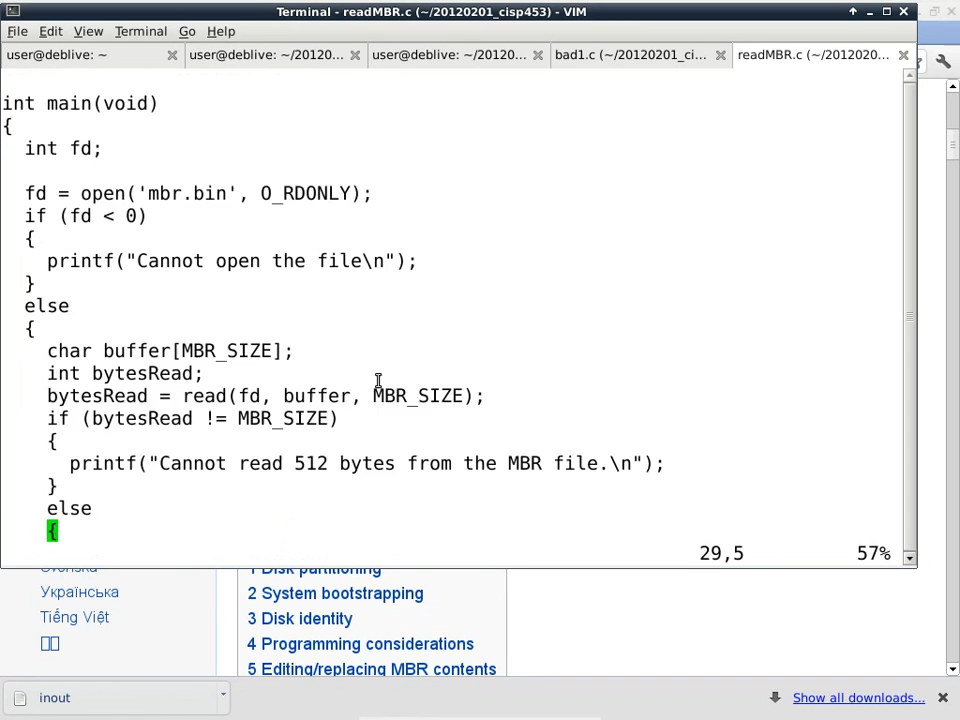 Terminal - readMBR.c (~/20120201_cisp453) - VIM
File Edit View Terminal Go Help
user@deblive: ~
user@deblive: ~/20120...
user@deblive: ~/20120...
bad1.c (~/20120201_ci...
readMBR.c (~/2012020...
int main(void)
{
int fd;
fd = open('mbr.bin', O_RDONLY);
if (fd < 0)
{
printf("Cannot open the file\n");
}
else
{
char buffer[MBR_SIZE];
int bytesRead;
bytesRead = read(fd, buffer, MBR_SIZE);
if (bytesRead != MBR_SIZE)
{
printf("Cannot read 512 bytes from the MBR file.\n");
}
else
{
29,5 57%
Svenska
Українська
Tiếng Việt
1 Disk partitioning
2 System bootstrapping
3 Disk identity
4 Programming considerations
5 Editing/replacing MBR contents
inout
Show all downloads...